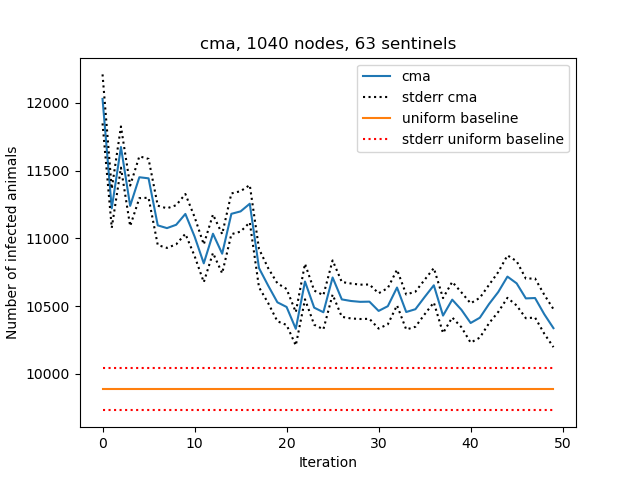 cma, 1040 nodes, 63 sentinels
cma
stderr cma
uniform baseline
stderr uniform baseline
Number of infected animals
12000
11500
11000
10500
10000
0 10 20 30 40 50
Iteration